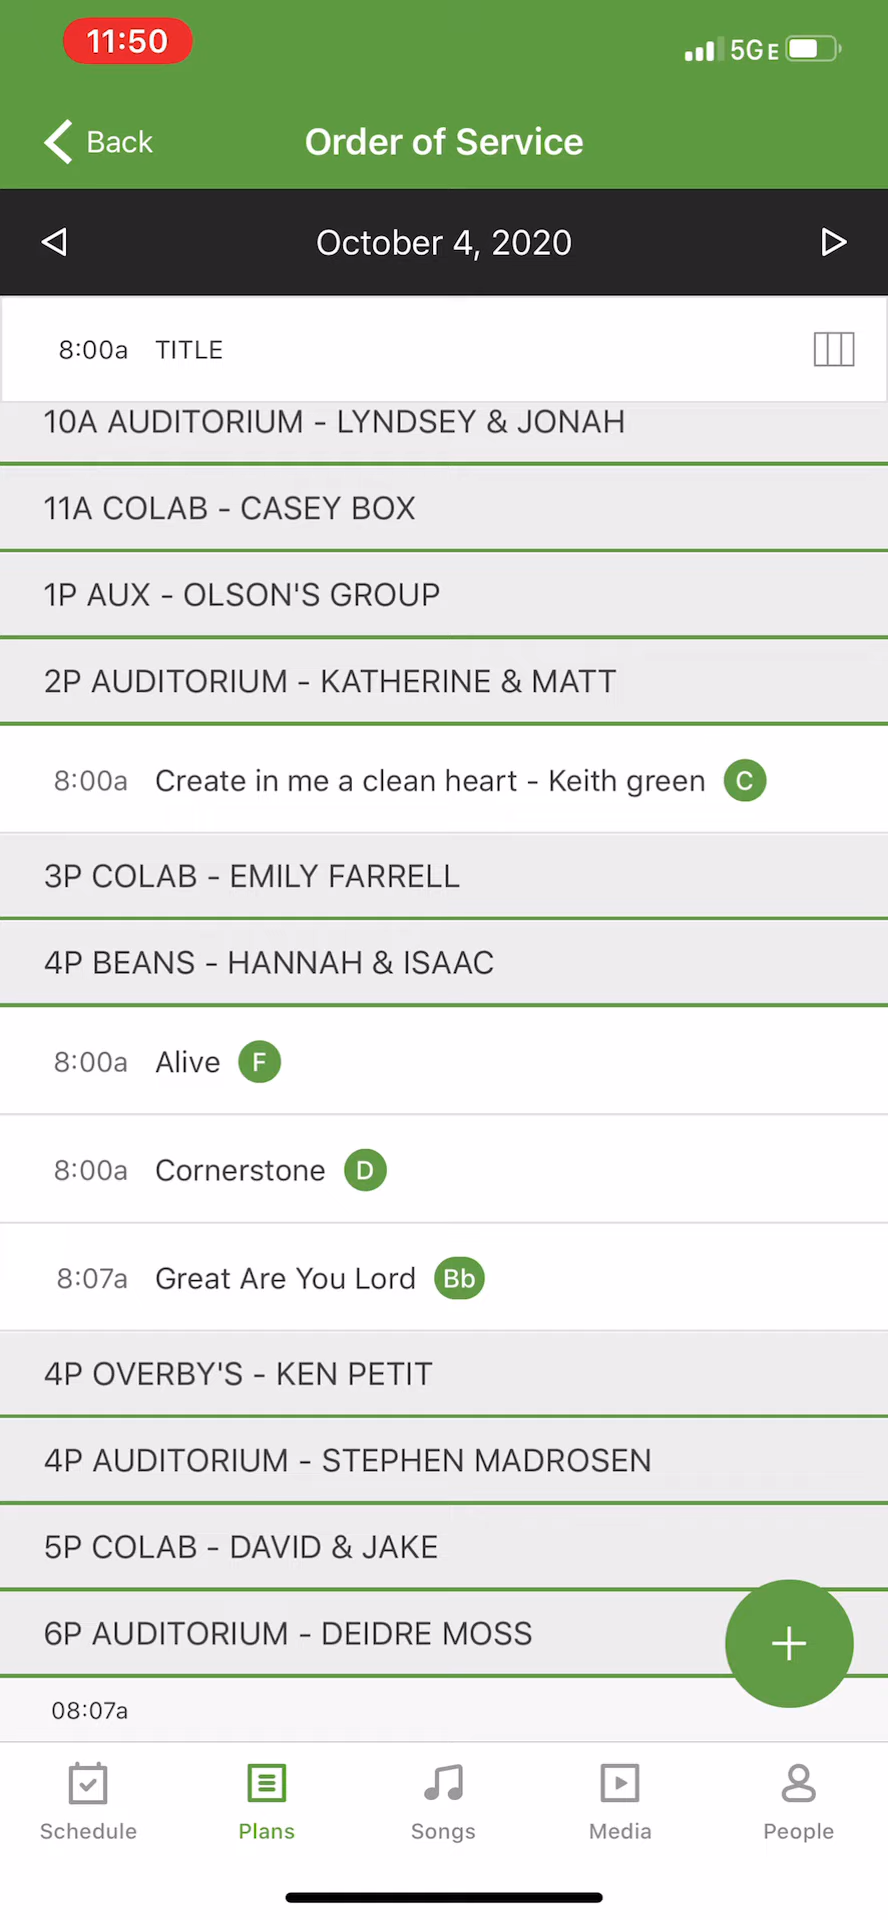 11:50
5GE
Back
Order of Service
October 4, 2020
8:00a TITLE
10A AUDITORIUM - LYNDSEY & JONAH
11A COLAB - CASEY BOX
1P AUX - OLSON'S GROUP
2P AUDITORIUM - KATHERINE & MATT
8:00a Create in me a clean heart - Keith green C
3P COLAB - EMILY FARRELL
4P BEANS - HANNAH & ISAAC
8:00a Alive F
8:00a Cornerstone D
8:07a Great Are You Lord Bb
4P OVERBY'S - KEN PETIT
4P AUDITORIUM - STEPHEN MADROSEN
5P COLAB - DAVID & JAKE
6P AUDITORIUM - DEIDRE MOSS
+
08:07a
Schedule Plans Songs Media People